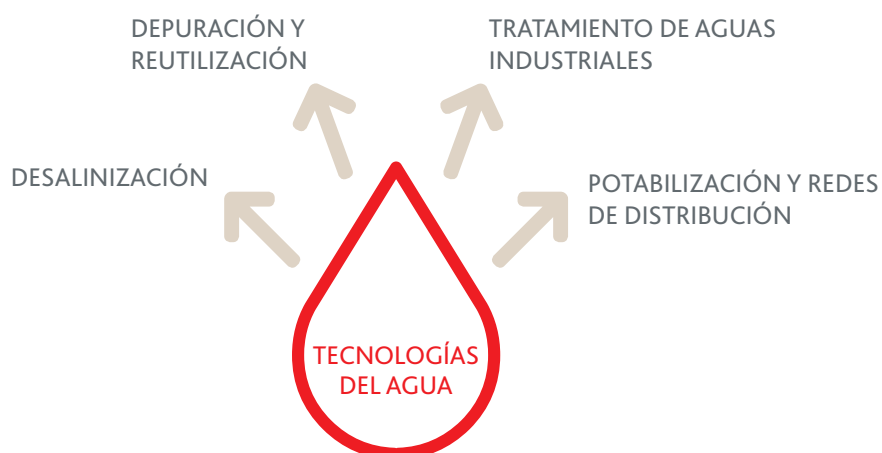 DEPURACIÓN Y
REUTILIZACIÓN
TRATAMIENTO DE AGUAS
INDUSTRIALES
DESALINIZACIÓN
POTABILIZACIÓN Y REDES
DE DISTRIBUCIÓN
TECNOLOGÍAS
DEL AGUA